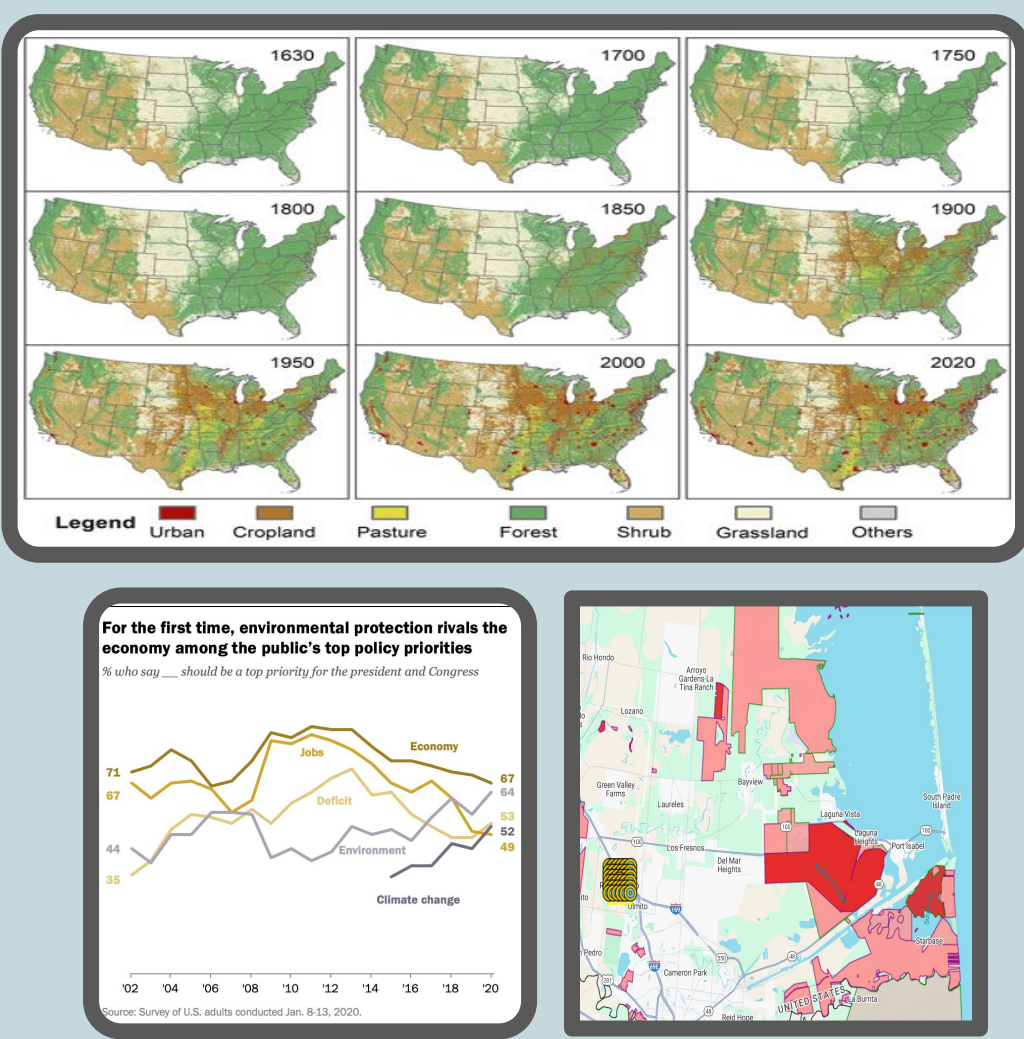 1630
1700
1750
1800
1850
1900
1950
2000
2020
Legend
Urban
Cropland
Pasture
Forest
Shrub
Grassland
Others
For the first time, environmental protection rivals the
economy among the public's top policy priorities
% who say __ should be a top priority for the president and Congress
Economy
Jobs
Deficit
Environment
Climate change
71
67
44
35
67
64
53
52
49
'02 '04 '06 '08 '10 '12 '14 '16 '18 '20
Source: Survey of U.S. adults conducted Jan. 8-13, 2020.
Rio Hondo
Arroyo
Gardens-La
Tina Ranch
Lozano
Green Valley
Farms
Bayview
Laureles
South Padre
Island
Laguna Vista
100
Laguna
Heights
100
Port Isabel
100
Los Fresnos
Del Mar
Heights
48
Olmito
Starbase
Pedro
550
48
Cameron Park
281
UNITED STATES
La Burrita
48
Reid Hope